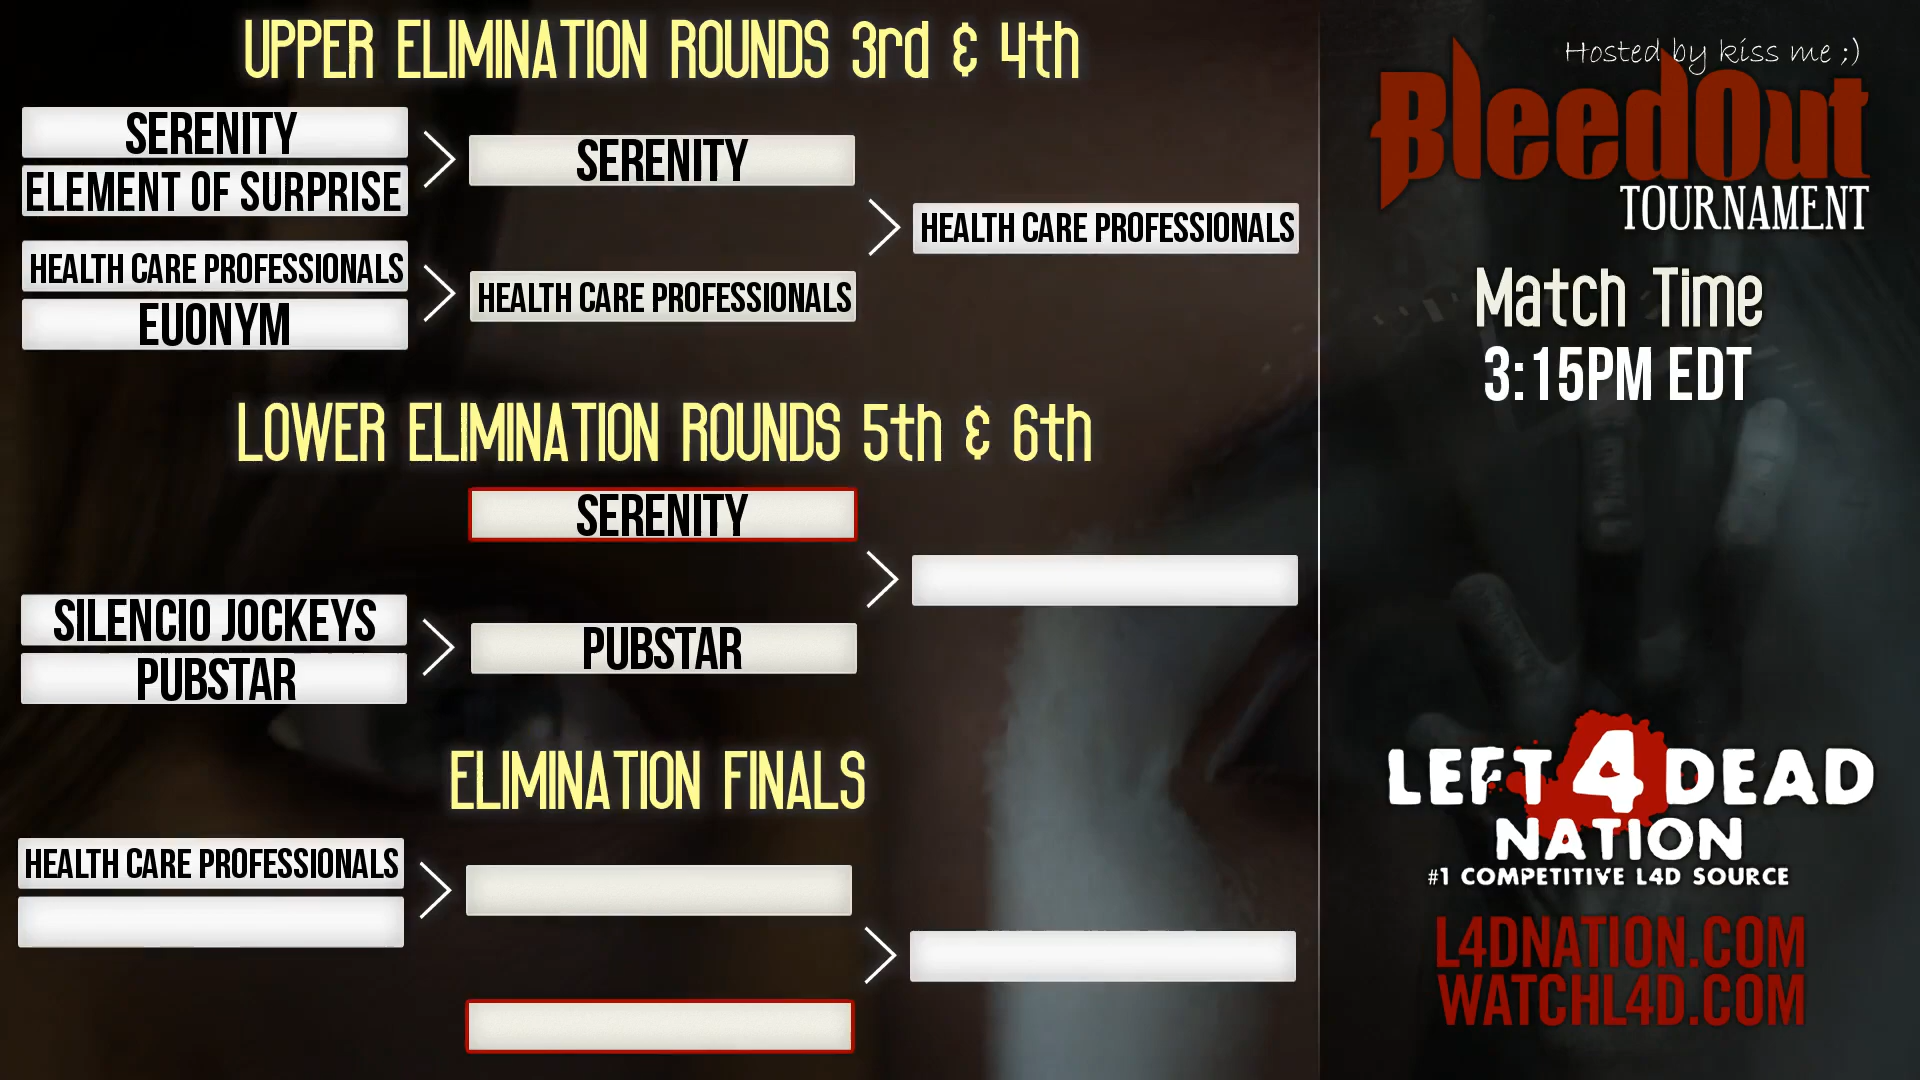 UPPER ELIMINATION ROUNDS 3rd & 4th
SERENITY
ELEMENT OF SURPRISE
SERENITY
HEALTH CARE PROFESSIONALS
EUONYM
HEALTH CARE PROFESSIONALS
HEALTH CARE PROFESSIONALS
LOWER ELIMINATION ROUNDS 5th & 6th
SERENITY
SILENCIO JOCKEYS
PUBSTAR
PUBSTAR
ELIMINATION FINALS
HEALTH CARE PROFESSIONALS
Hosted by kiss me ;)
BleedOut
TOURNAMENT
Match Time
3:15PM EDT
LEFT 4 DEAD
NATION
#1 COMPETITIVE L4D SOURCE
L4DNATION.COM
WATCHL4D.COM